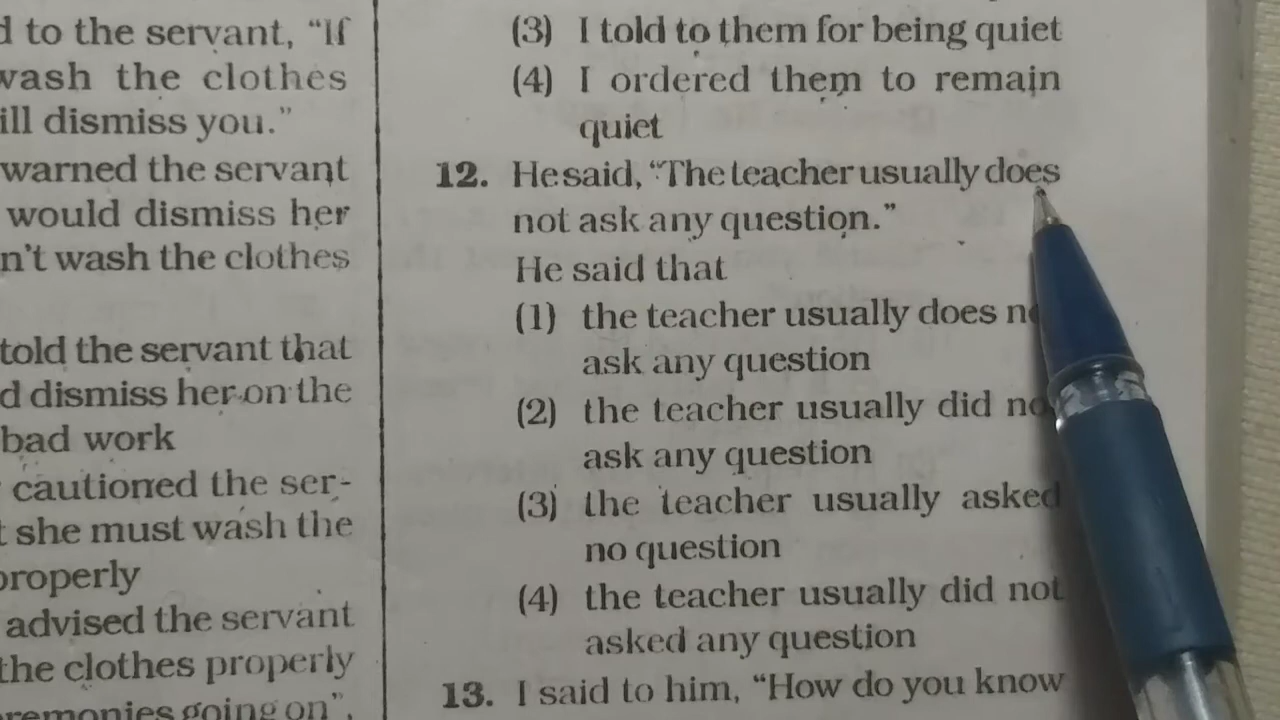 to the servant, “If
wash the clothes
ill dismiss you.”
warned the servant
would dismiss her
n’t wash the clothes
told the servant that
dismiss her on the
bad work
cautioned the ser-
she must wash the
properly
advised the servant
the clothes properly
going on”.
(3) I told to them for being quiet
(4) I ordered them to remain
quiet
12. He said, “The teacher usually does
not ask any question.”
He said that
(1) the teacher usually does
ask any question
(2) the teacher usually did
ask any question
(3) the teacher usually asked
no question
(4) the teacher usually did not
asked any question
13. I said to him, “How do you know